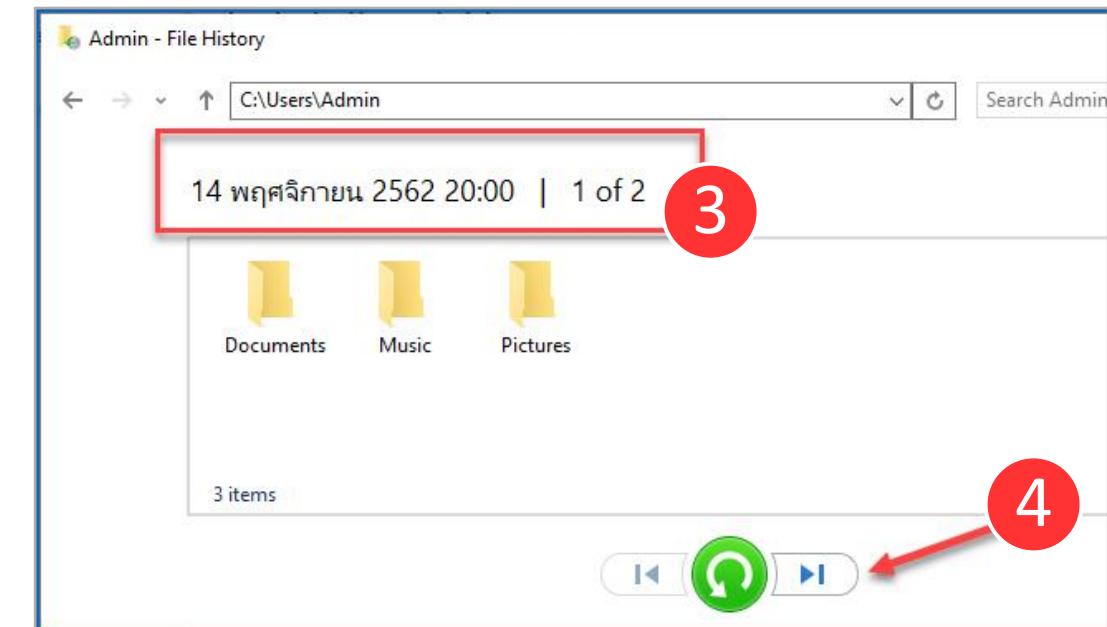 Admin - File History
C:\Users\Admin
Search Admin
14 พฤศจิกายน 2562 20:00 | 1 of 2
3
Documents Music Pictures
3 items
4